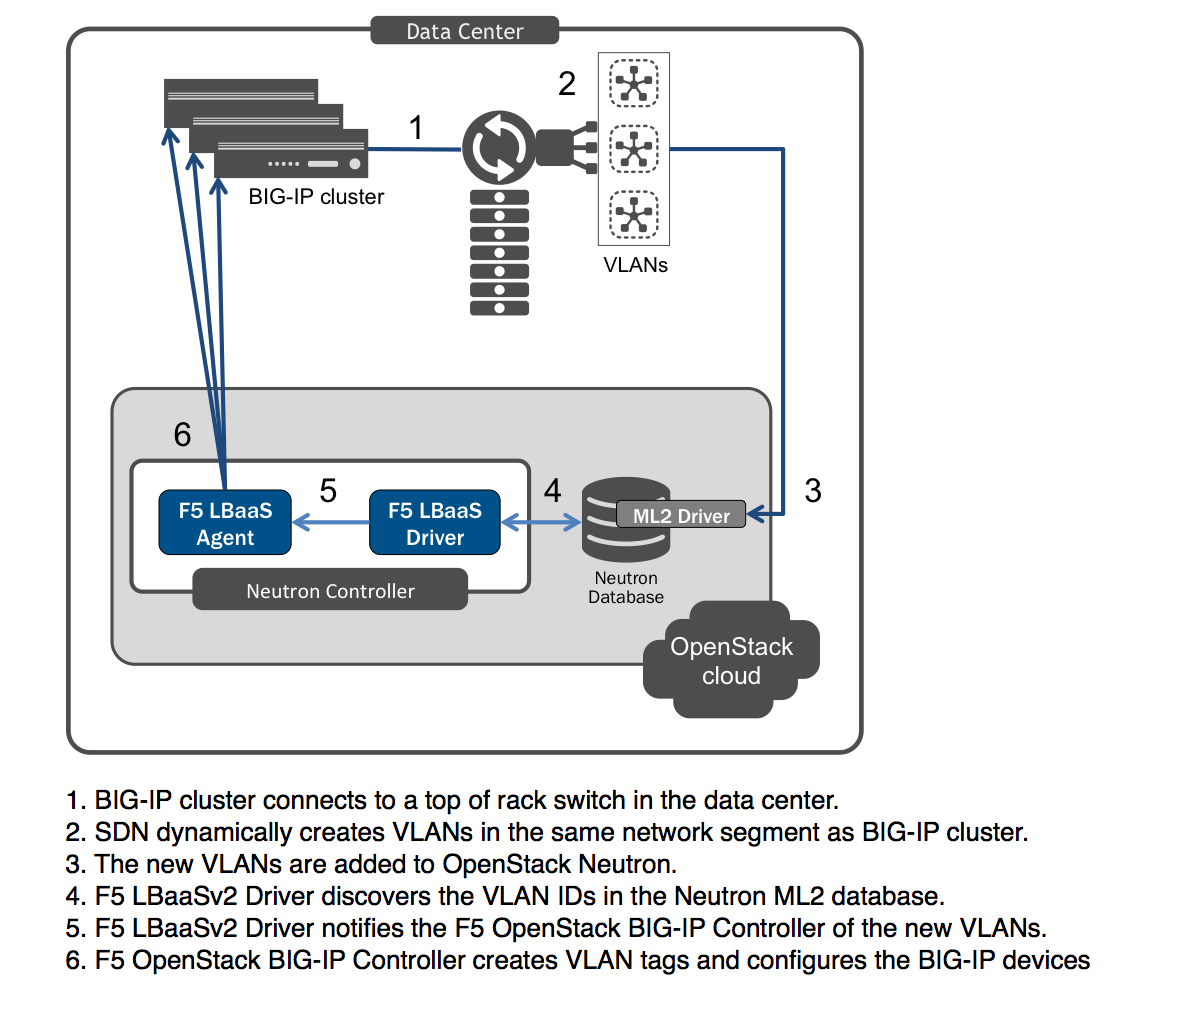 Data Center
1
2
BIG-IP cluster
VLANs
6
5
4
3
F5 LBaaS
Agent
F5 LBaaS
Driver
ML2 Driver
Neutron Controller
Neutron
Database
OpenStack
cloud
1. BIG-IP cluster connects to a top of rack switch in the data center.
2. SDN dynamically creates VLANs in the same network segment as BIG-IP cluster.
3. The new VLANs are added to OpenStack Neutron.
4. F5 LBaaSv2 Driver discovers the VLAN IDs in the Neutron ML2 database.
5. F5 LBaaSv2 Driver notifies the F5 OpenStack BIG-IP Controller of the new VLANs.
6. F5 OpenStack BIG-IP Controller creates VLAN tags and configures the BIG-IP devices